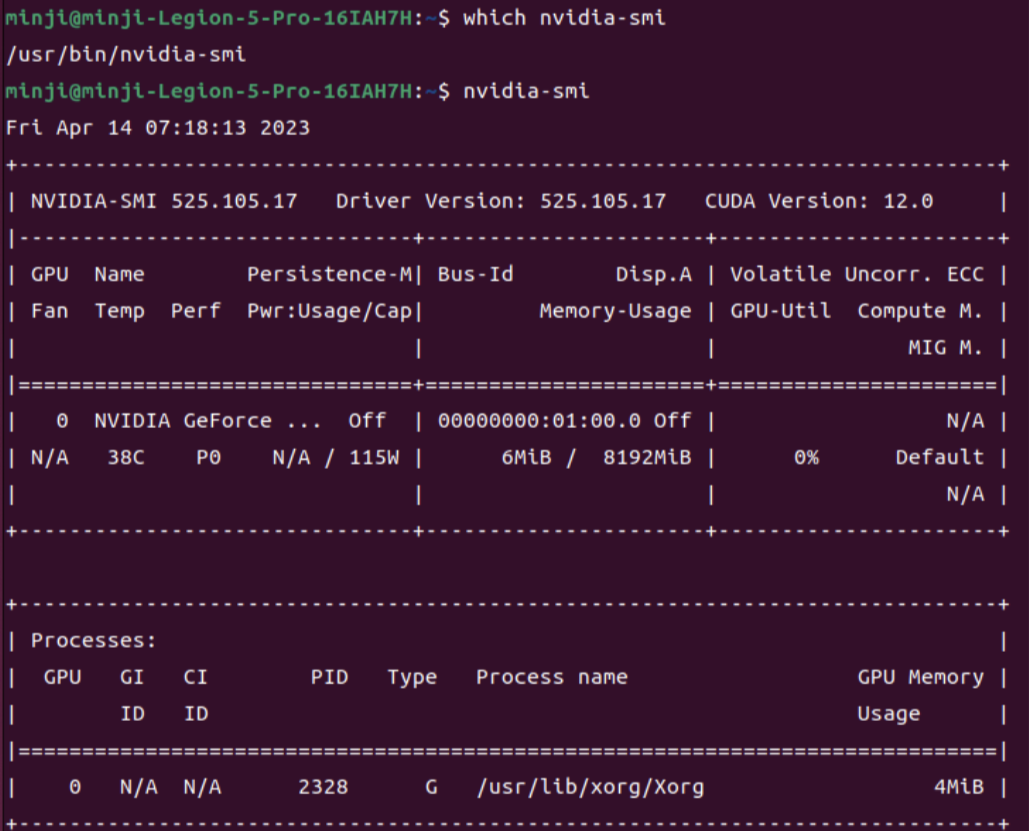 minji@minji-Legion-5-Pro-16IAH7H:~$ which nvidia-smi
/usr/bin/nvidia-smi
minji@minji-Legion-5-Pro-16IAH7H:~$ nvidia-smi
Fri Apr 14 07:18:13 2023
+-----------------------------------------------------------------------------+
| NVIDIA-SMI 525.105.17   Driver Version: 525.105.17   CUDA Version: 12.0     |
|-------------------------------+----------------------+----------------------+
| GPU  Name        Persistence-M| Bus-Id        Disp.A | Volatile Uncorr. ECC |
| Fan  Temp  Perf  Pwr:Usage/Cap|         Memory-Usage | GPU-Util  Compute M. |
|                               |                      |               MIG M. |
|===============================+======================+======================|
|   0  NVIDIA GeForce ...  Off  | 00000000:01:00.0 Off |                  N/A |
| N/A   38C    P0    N/A / 115W |      6MiB /  8192MiB |      0%      Default |
|                               |                      |                  N/A |
+-------------------------------+----------------------+----------------------+

+-----------------------------------------------------------------------------+
| Processes:                                                                  |
|  GPU   GI   CI        PID   Type   Process name                  GPU Memory |
|        ID   ID                                                   Usage      |
|=============================================================================|
|    0   N/A  N/A      2328      G   /usr/lib/xorg/Xorg                  4MiB |
+-----------------------------------------------------------------------------+